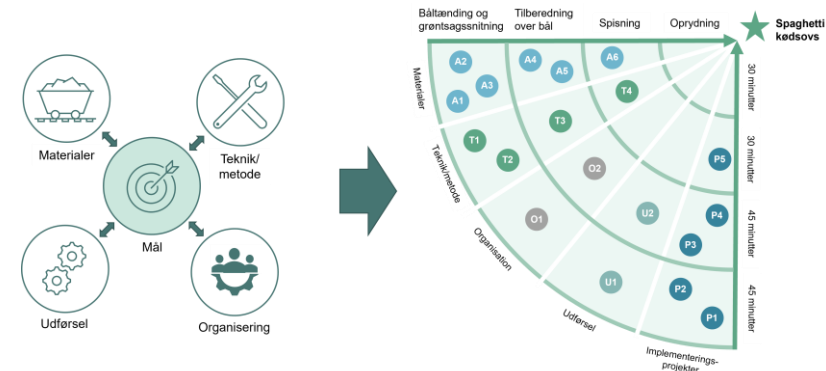 Materialer
Teknik/
metode
Mål
Udførsel
Organisering
Båltænding og
grøntsagssnitning
Tilberedning
over bål
Spisning
Oprydning
Spaghetti
kødsovs
A2
A4
A5
A6
A3
A1
T4
T3
T1
T2
O2
O1
P5
U2
P4
P3
U1
P2
P1
Materialer
Teknik/metode
Organisation
Udførsel
Implementerings-
projekter
30 minutter
30 minutter
45 minutter
45 minutter